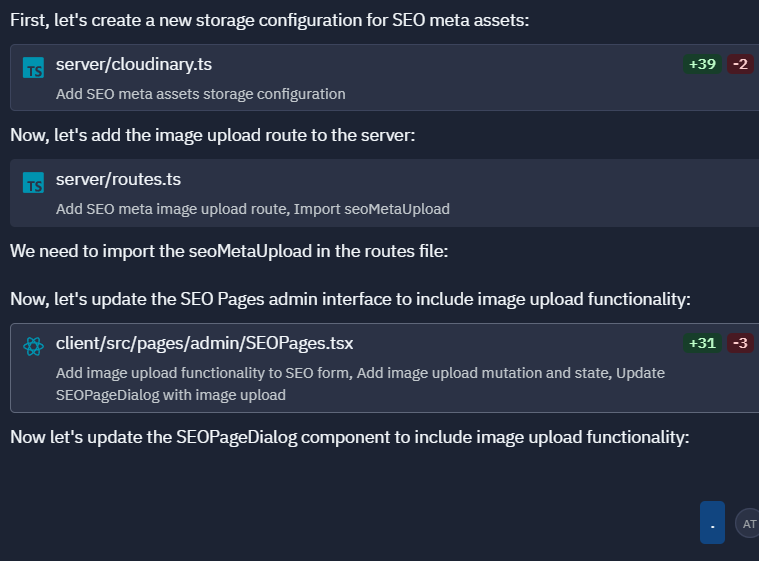 First, let's create a new storage configuration for SEO meta assets:
TS server/cloudinary.ts +39 -2
Add SEO meta assets storage configuration
Now, let's add the image upload route to the server:
TS server/routes.ts
Add SEO meta image upload route, Import seoMetaUpload
We need to import the seoMetaUpload in the routes file:
Now, let's update the SEO Pages admin interface to include image upload functionality:
client/src/pages/admin/SEOPages.tsx +31 -3
Add image upload functionality to SEO form, Add image upload mutation and state, Update
SEOPageDialog with image upload
Now let's update the SEOPageDialog component to include image upload functionality:
. AT